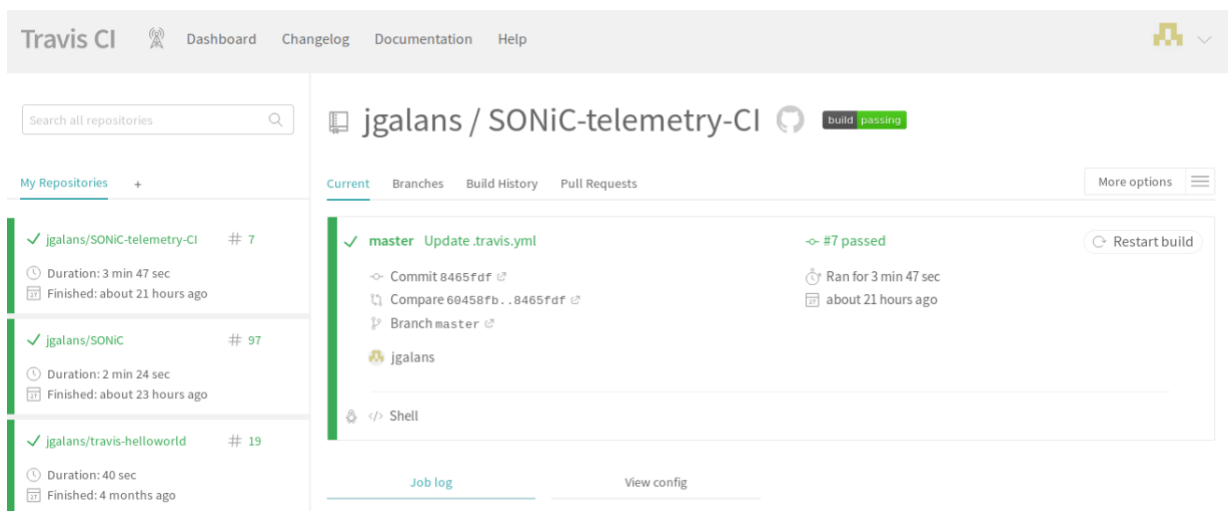 Travis CI Dashboard Changelog Documentation Help
Search all repositories
My Repositories +
jgalans/SONiC-telemetry-CI # 7
Duration: 3 min 47 sec
Finished: about 21 hours ago
jgalans/SONiC # 97
Duration: 2 min 24 sec
Finished: about 23 hours ago
jgalans/travis-helloworld # 19
Duration: 40 sec
Finished: 4 months ago
jgalans / SONiC-telemetry-CI build passing
Current Branches Build History Pull Requests More options
master Update .travis.yml #7 passed Restart build
Commit 8465fdf Ran for 3 min 47 sec
Compare 60458fb..8465fdf about 21 hours ago
Branch master
jgalans
</> Shell
Job log View config